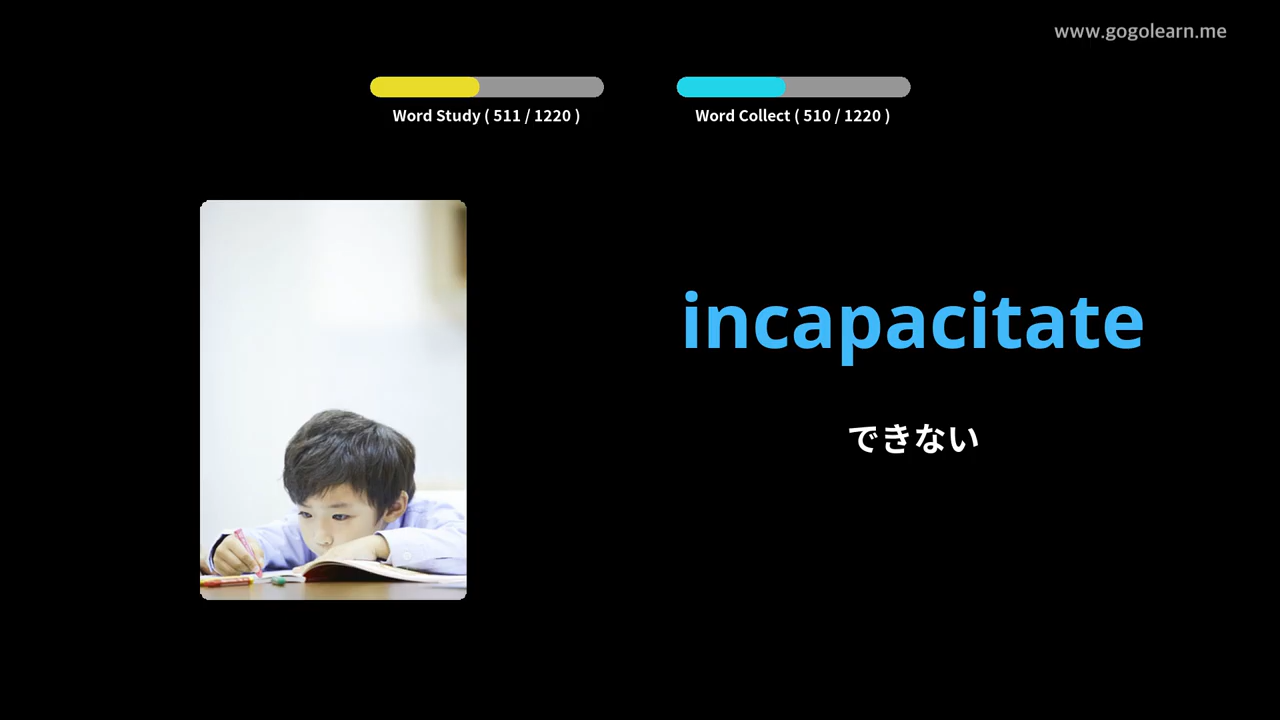 www.gogolearn.me
Word Study ( 511 / 1220 )
Word Collect ( 510 / 1220 )
incapacitate
できない